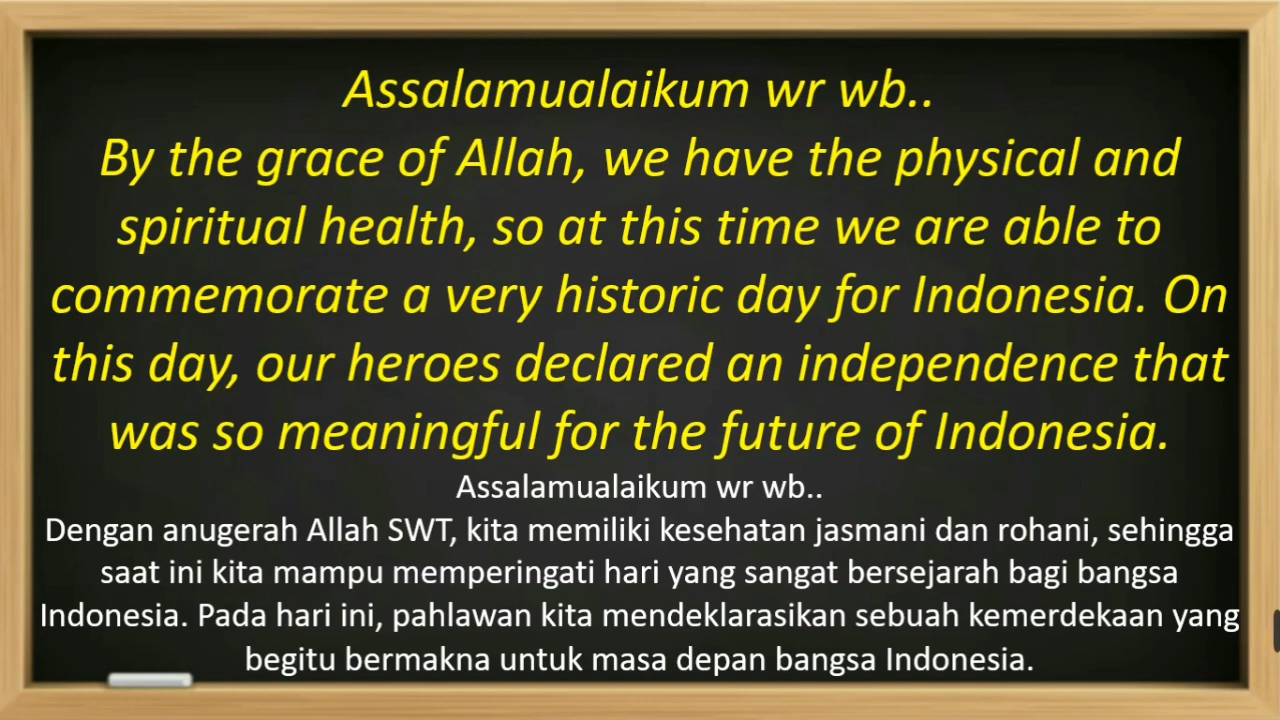 Assalamualaikum wr wb..
By the grace of Allah, we have the physical and
spiritual health, so at this time we are able to
commemorate a very historic day for Indonesia. On
this day, our heroes declared an independence that
was so meaningful for the future of Indonesia.
Assalamualaikum wr wb..
Dengan anugerah Allah SWT, kita memiliki kesehatan jasmani dan rohani, sehingga
saat ini kita mampu memperingati hari yang sangat bersejarah bagi bangsa
Indonesia. Pada hari ini, pahlawan kita mendeklarasikan sebuah kemerdekaan yang
begitu bermakna untuk masa depan bangsa Indonesia.